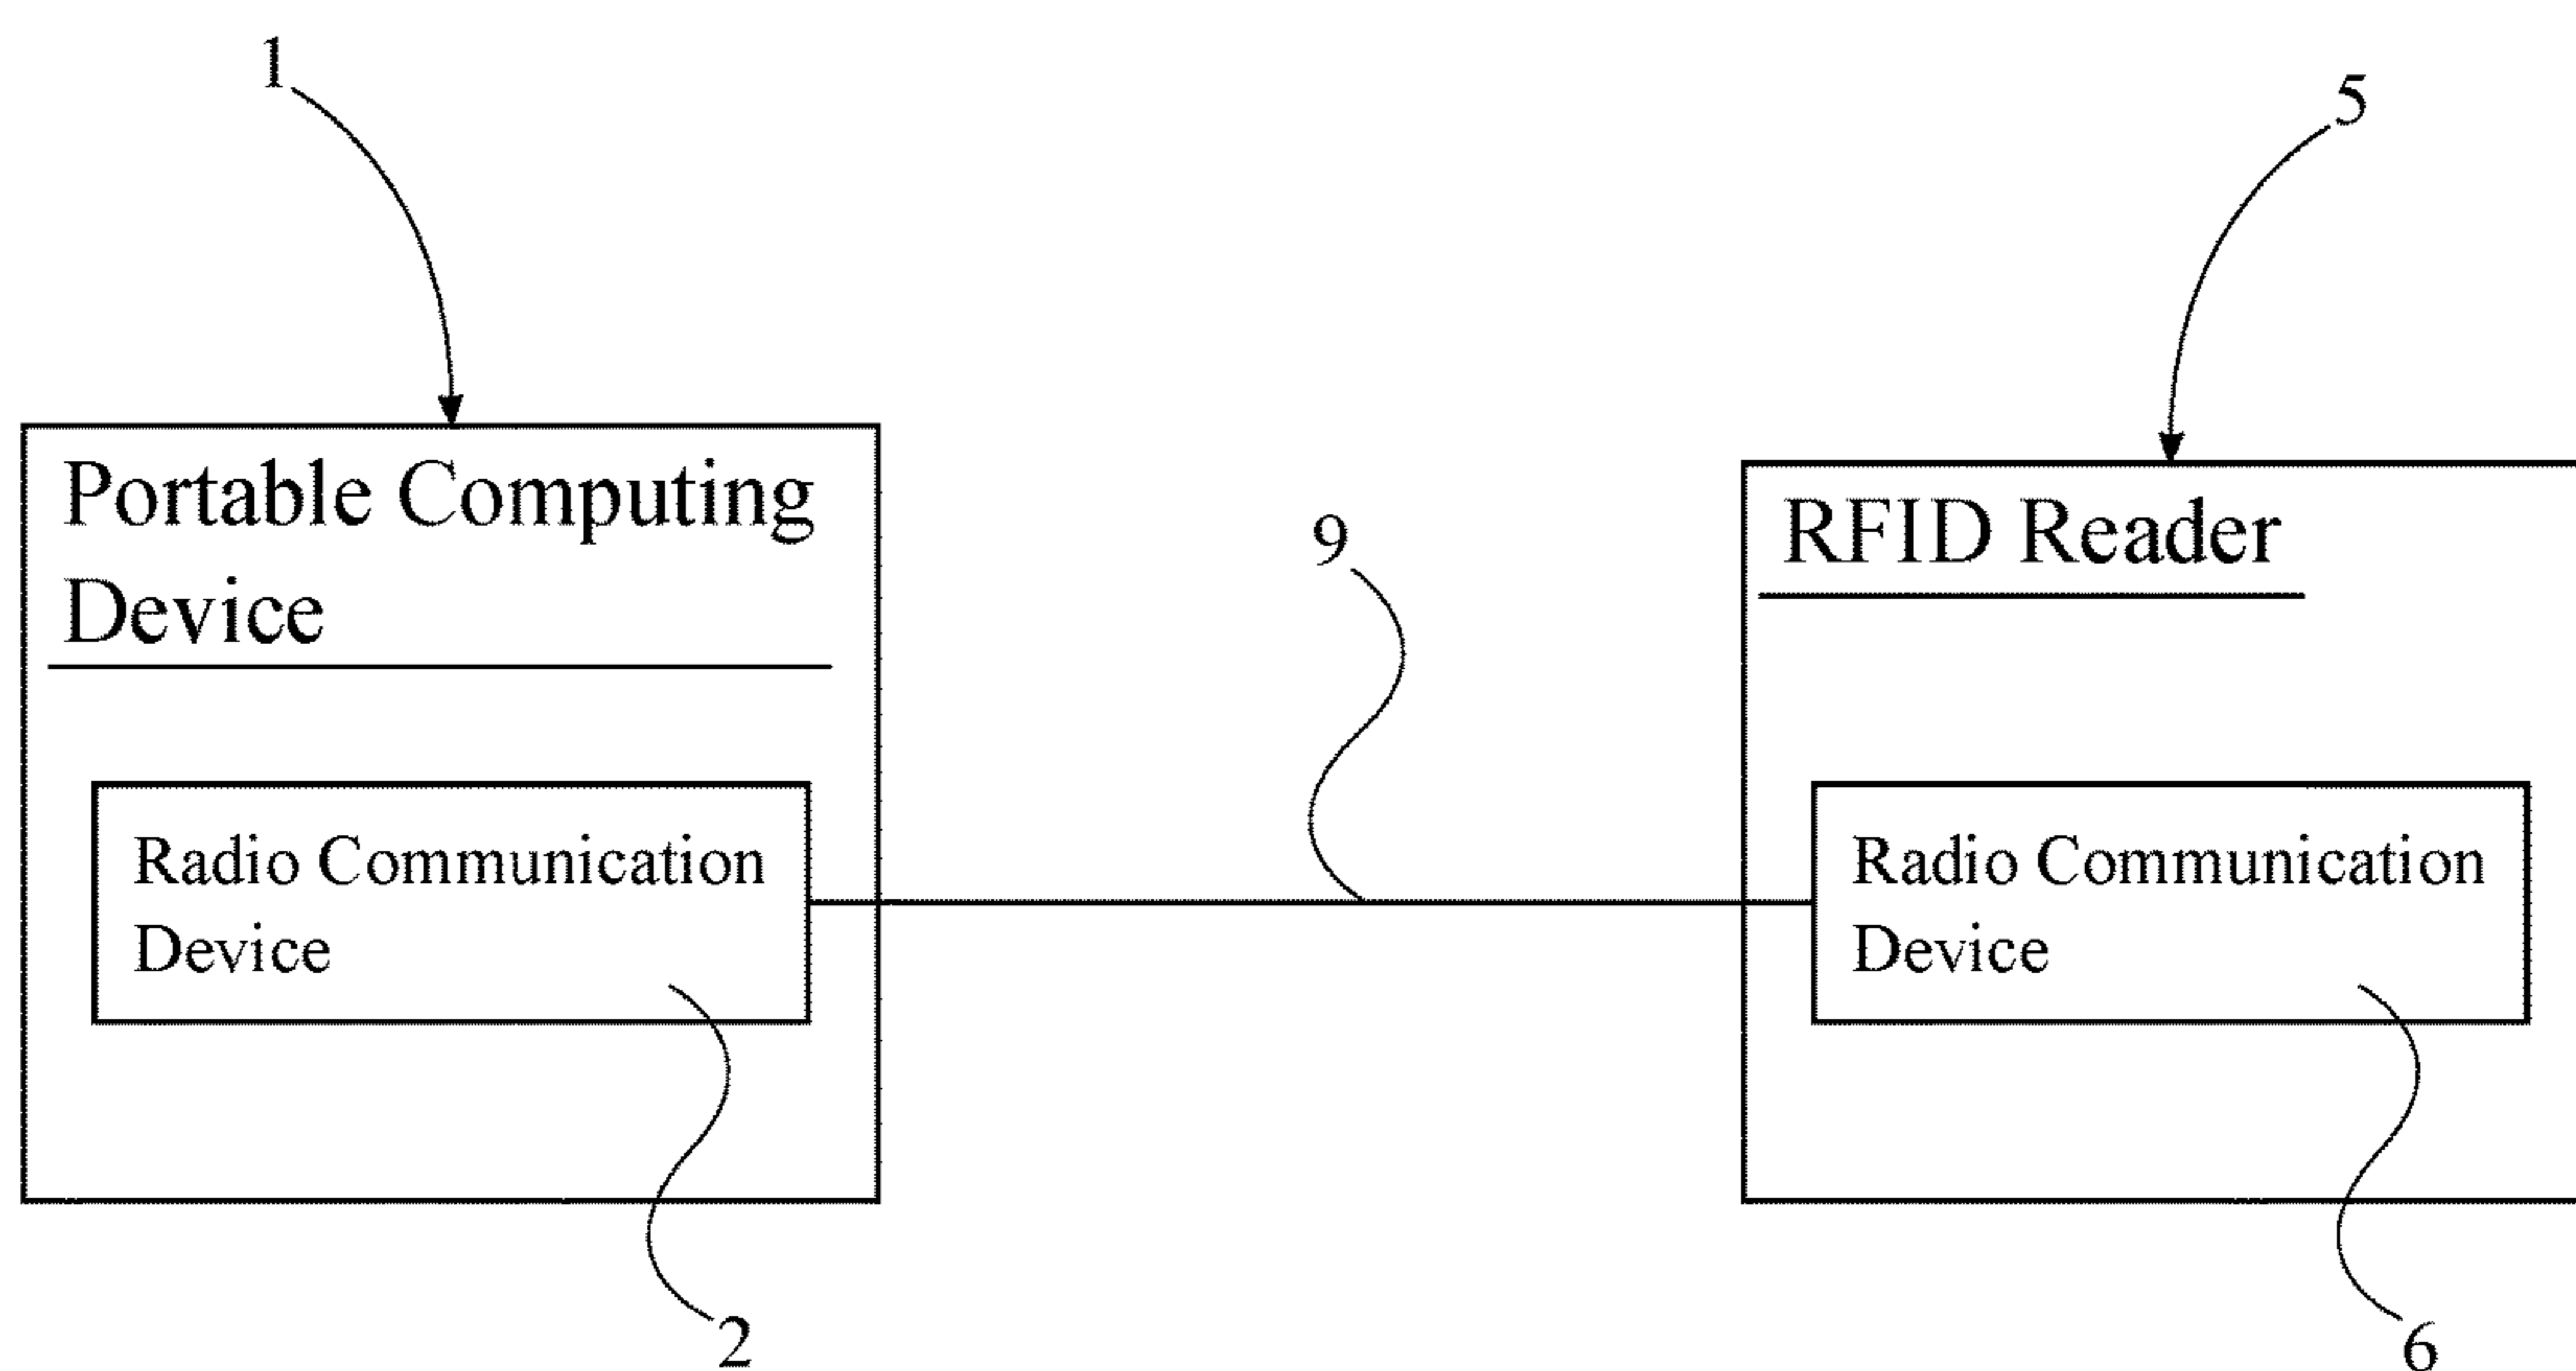 1
5
Portable Computing
Device
RFID Reader
9
Radio Communication
Device
Radio Communication
Device
2
6